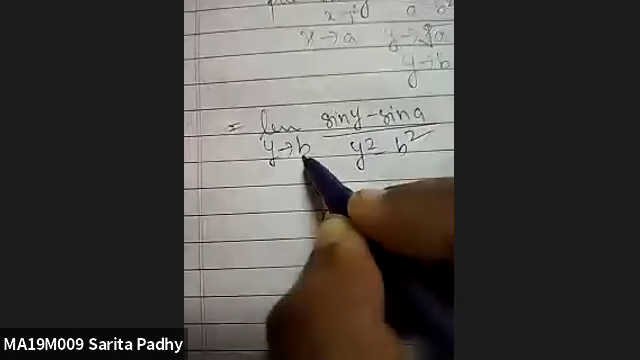 x → a y → a
y → b
= lim sin y - sin a
y → b y² - b²
MA19M009 Sarita Padhy